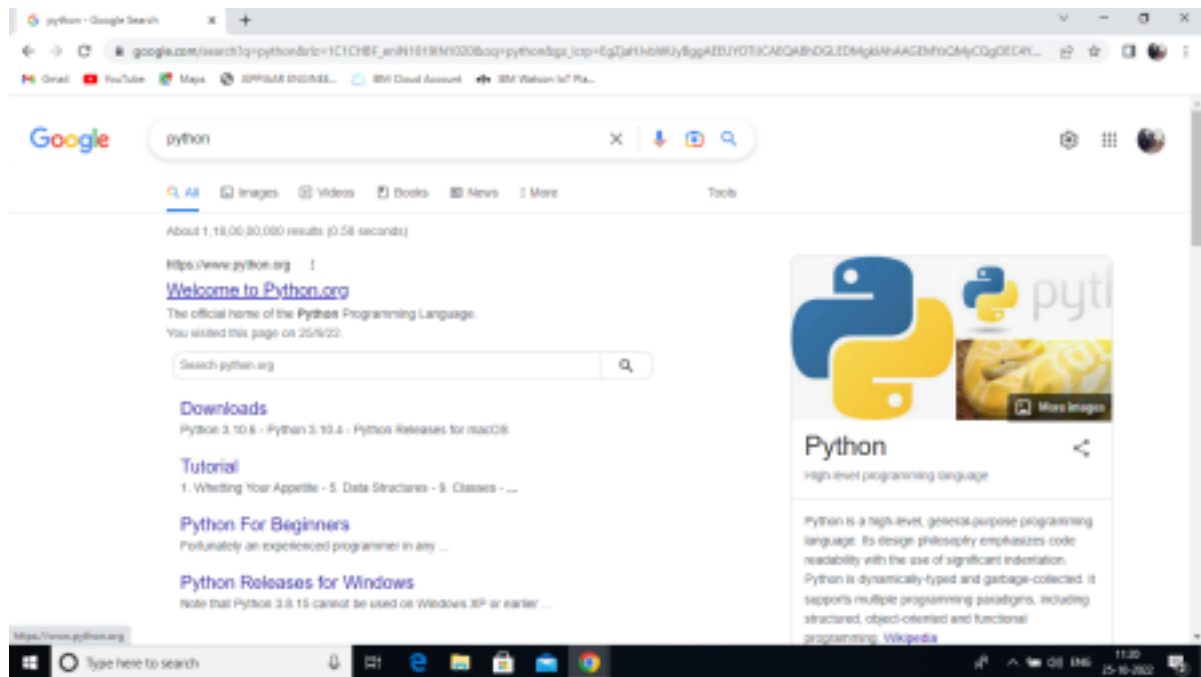 python - Google Search
Gmail YouTube Maps IBM Cloud Account IBM Watson IoT Pla...
Google
python
All Images Videos Books News More Tools
About 1,18,00,00,000 results (0.58 seconds)
https://www.python.org
Welcome to Python.org
The official home of the Python Programming Language.
You visited this page on 25/9/22.
Search python.org
Downloads
Python 3.10.6 - Python 3.10.4 - Python Releases for macOS
Tutorial
1. Whetting Your Appetite - 5. Data Structures - 9. Classes - ...
Python For Beginners
Fortunately an experienced programmer in any ...
Python Releases for Windows
Note that Python 3.8.15 cannot be used on Windows XP or earlier ...
pytl
More images
Python
High-level programming language
Python is a high-level, general-purpose programming
language. Its design philosophy emphasizes code
readability with the use of significant indentation.
Python is dynamically-typed and garbage-collected. It
supports multiple programming paradigms, including
structured, object-oriented and functional
programming. Wikipedia
https://www.python.org
Type here to search
ENG
11:20
25-10-2022